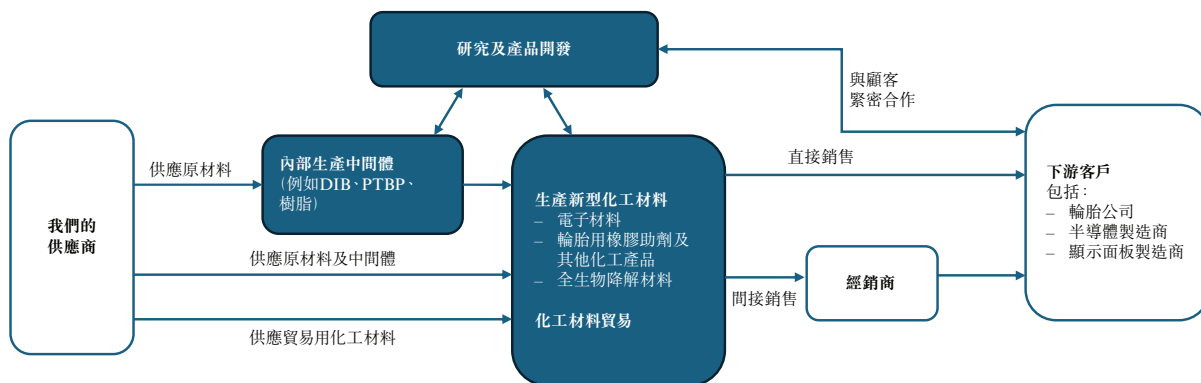 研究及產品開發
與顧客
緊密合作
我們的
供應商
供應原材料
內部生產中間體
(例如DIB、PTBP、
樹脂)
供應原材料及中間體
供應貿易用化工材料
生產新型化工材料
– 電子材料
– 輪胎用橡膠助劑及
其他化工產品
– 全生物降解材料
化工材料貿易
直接銷售
間接銷售
經銷商
下游客戶
包括：
– 輪胎公司
– 半導體製造商
– 顯示面板製造商